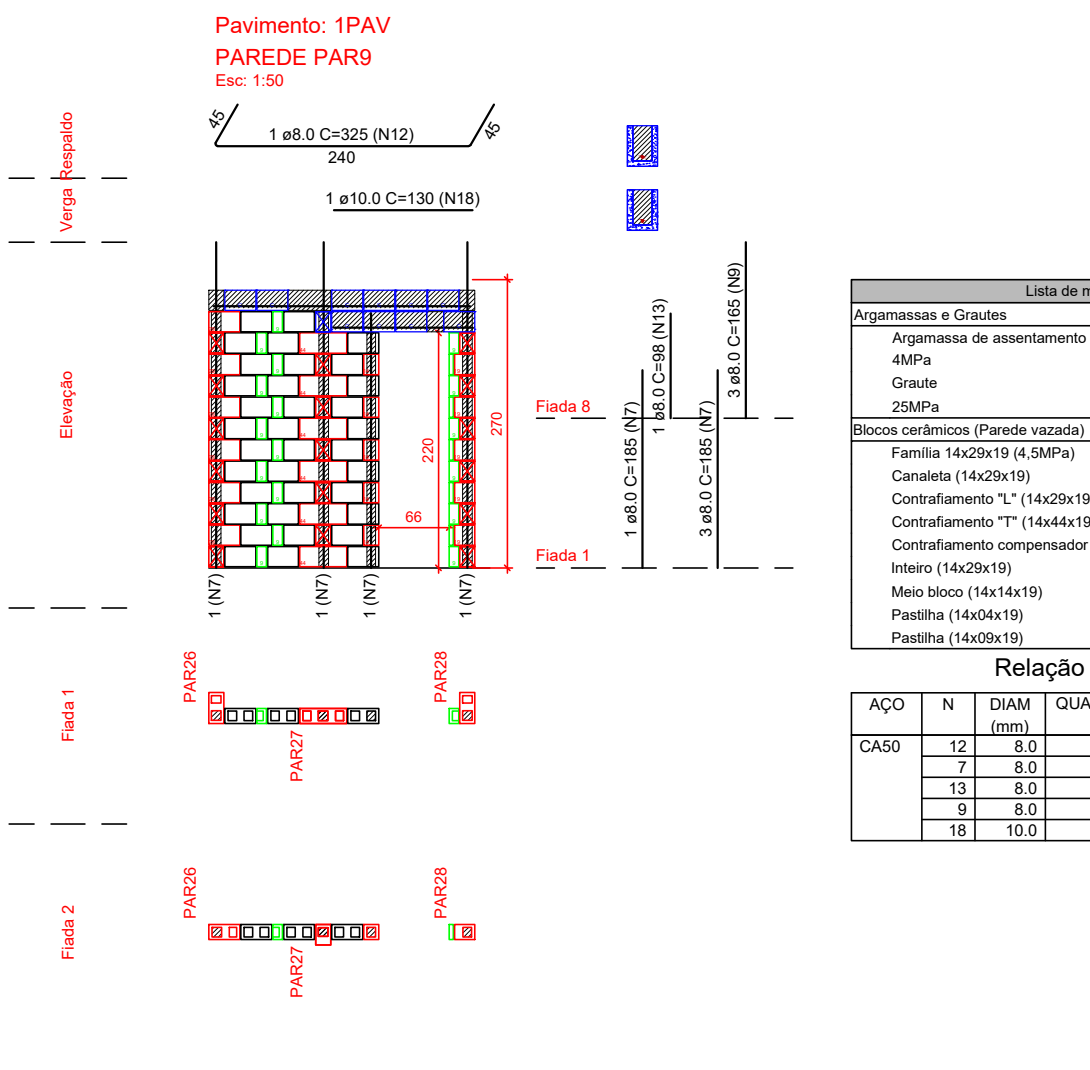 Pavimento: 1PAV
PAREDE PAR9
Esc: 1:50
Respaldo
45
1 ø8.0 C=325 (N12)
45
240
Verga
1 ø10.0 C=130 (N18)
Elevação
220
270
66
1 (N7)
1 (N7)
1 (N7)
1 (N7)
Fiada 8
Fiada 1
1 ø8.0 C=185 (N7)
1 ø8.0 C=98 (N13)
3 ø8.0 C=185 (N7)
3 ø8.0 C=165 (N9)
Fiada 1
PAR26
PAR27
PAR28
Fiada 2
PAR26
PAR27
PAR28
Lista de m
Argamassas e Grautes
Argamassa de assentamento
4MPa
Graute
25MPa
Blocos cerâmicos (Parede vazada)
Família 14x29x19 (4,5MPa)
Canaleta (14x29x19)
Contrafiamento "L" (14x29x19
Contrafiamento "T" (14x44x19
Contrafiamento compensador
Inteiro (14x29x19)
Meio bloco (14x14x19)
Pastilha (14x04x19)
Pastilha (14x09x19)
Relação
AÇO N DIAM QUA
(mm)
CA50 12 8.0
7 8.0
13 8.0
9 8.0
18 10.0